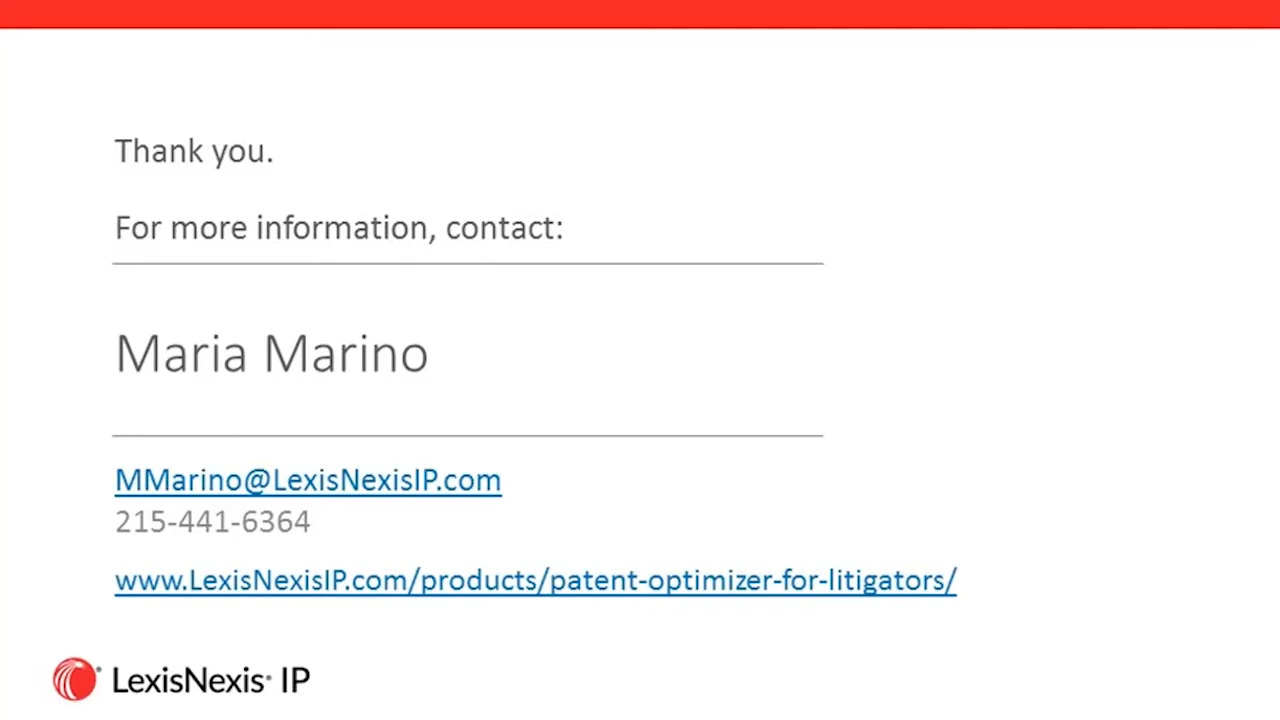 Thank you.
For more information, contact:
Maria Marino
MMarino@LexisNexisIP.com
215-441-6364
www.LexisNexisIP.com/products/patent-optimizer-for-litigators/
LexisNexis® IP